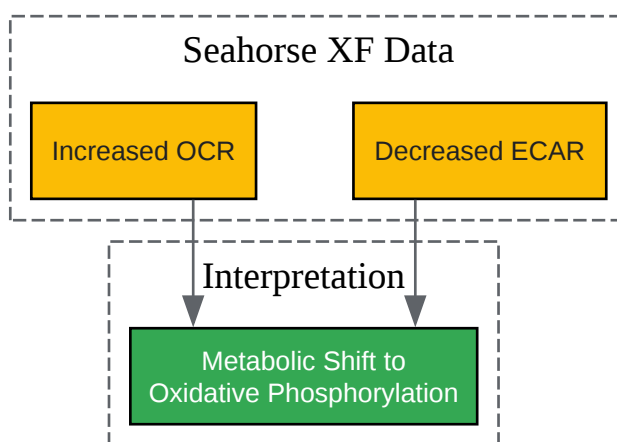 Seahorse XF Data
Increased OCR
Decreased ECAR
Interpretation
Metabolic Shift to
Oxidative Phosphorylation